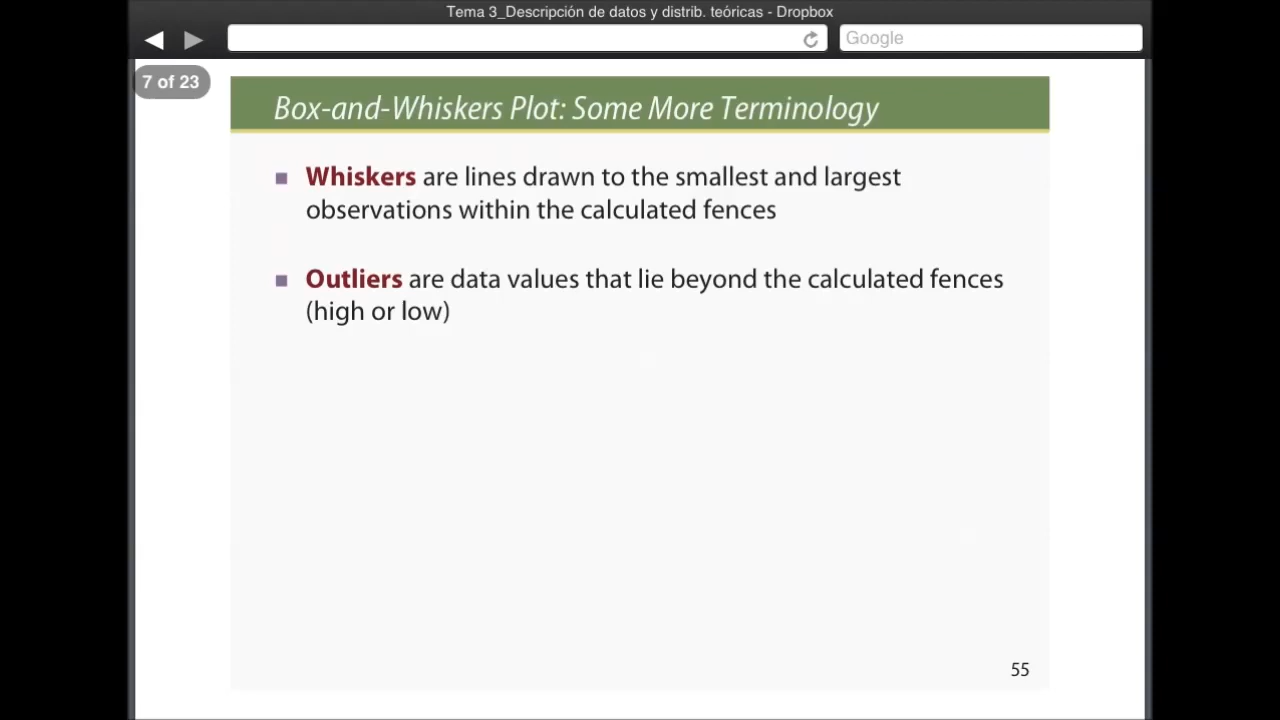 Tema 3_Descripción de datos y distrib. teóricas - Dropbox
Google
7 of 23
Box-and-Whiskers Plot: Some More Terminology
Whiskers are lines drawn to the smallest and largest
observations within the calculated fences
Outliers are data values that lie beyond the calculated fences
(high or low)
55